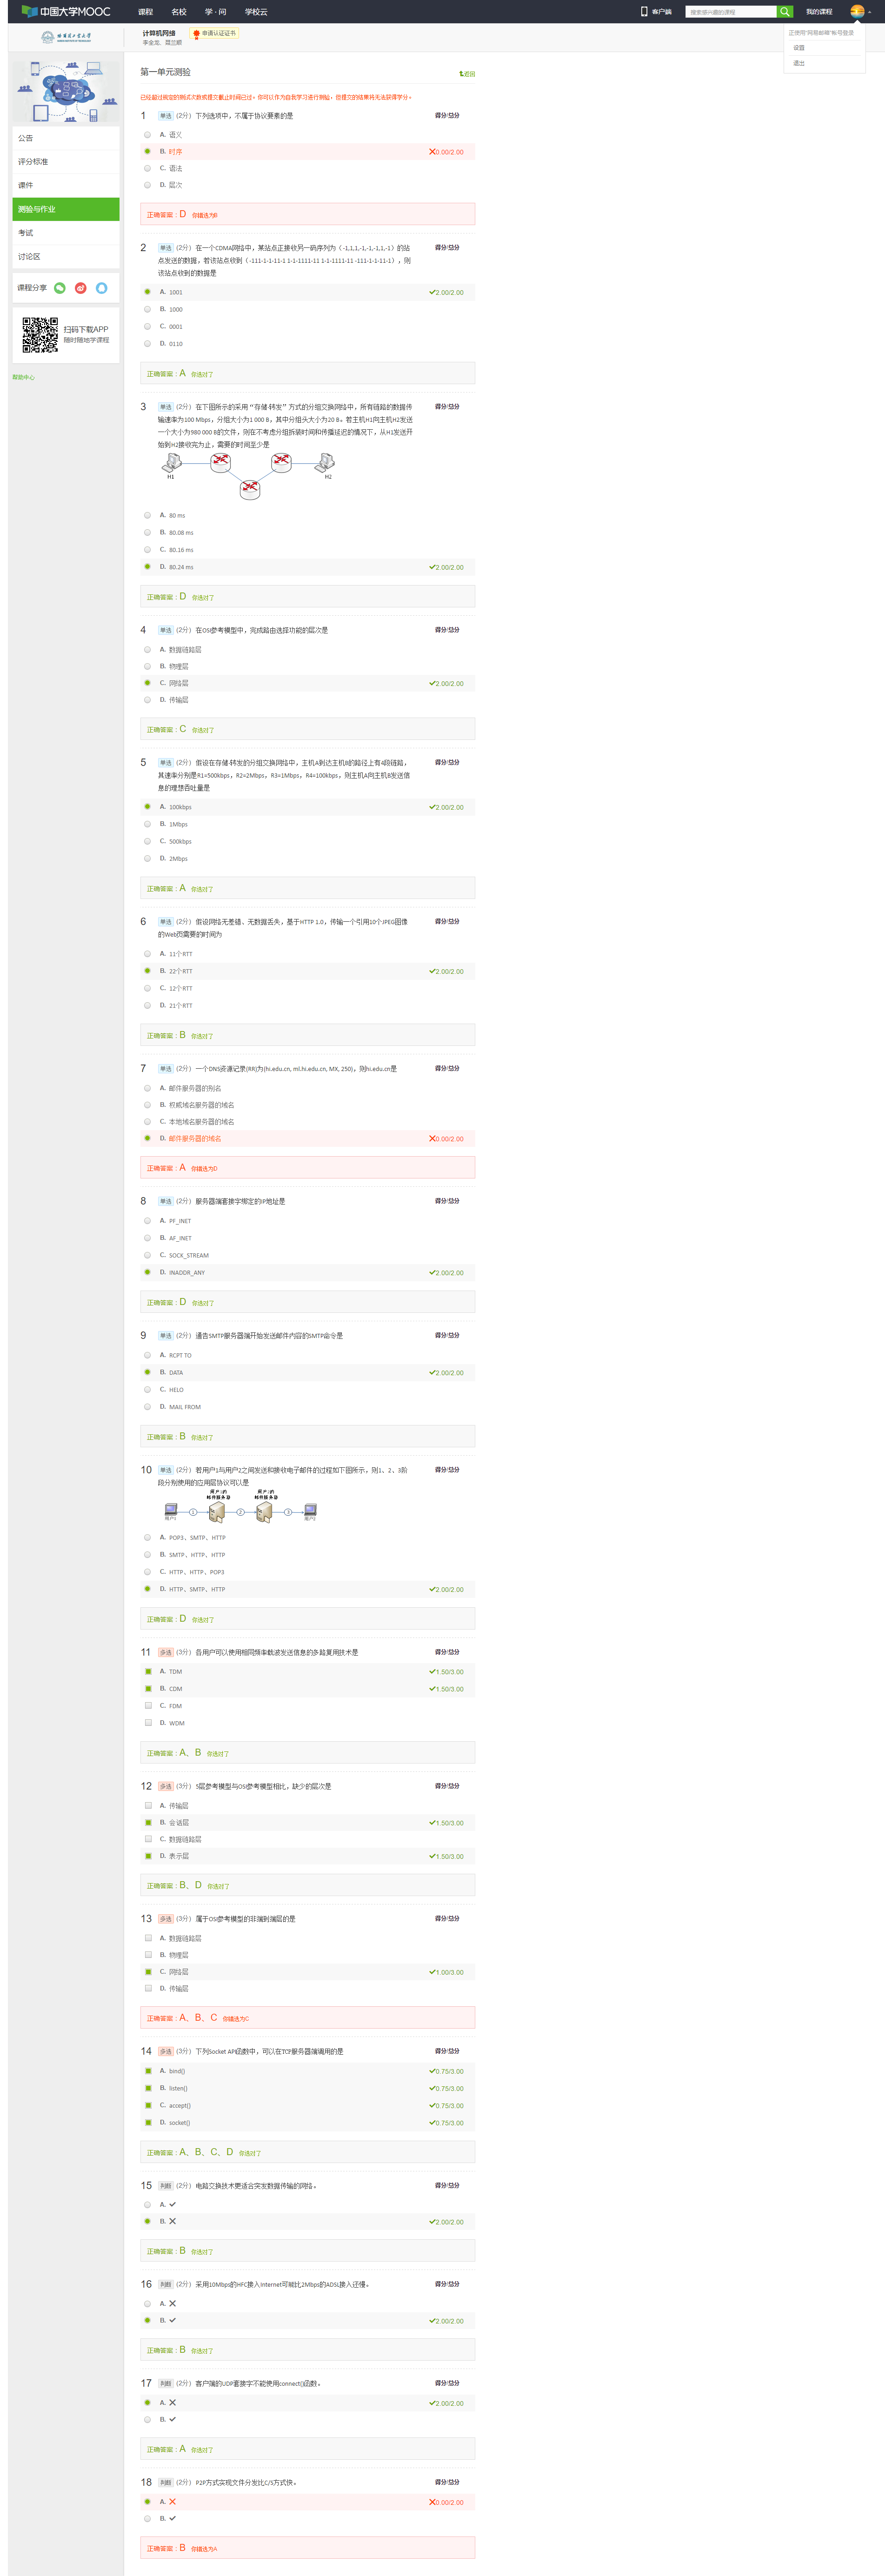 中国大学MOOC 课程 名校 学·问 学校云 客户端 搜索感兴趣的课程 我的课程
计算机网络 申请认证证书
李全龙、聂兰顺
正使用"网易邮箱"帐号登录
设置
退出
公告
评分标准
课件
测验与作业
考试
讨论区
课程分享
扫码下载APP
随时随地学课程
帮助中心
第一单元测验
返回
已经超过规定的测试次数或提交截止时间已过。你可以作为自我学习进行测验,但提交的结果将无法获得学分。
1 单选 (2分) 下列选项中,不属于协议要素的是 得分/总分
A. 语义
B. 时序 0.00/2.00
C. 语法
D. 层次
正确答案:D 你错选为B
2 单选 (2分) 在一个CDMA网络中,某站点正接收另一码序列为(-1,1,1,-1,-1,-1,1,-1)的站 得分/总分
点发送的数据,若该站点收到(-111-1-1-11-1 1-1-1111-11 1-1-1111-11 -111-1-1-11-1),则
该站点收到的数据是
A. 1001 2.00/2.00
B. 1000
C. 0001
D. 0110
正确答案:A 你选对了
3 单选 (2分) 在下图所示的采用"存储-转发"方式的分组交换网络中,所有链路的数据传 得分/总分
输速率为100 Mbps,分组大小为1 000 B,其中分组头大小为20 B。若主机H1向主机H2发送
一个大小为980 000 B的文件,则在不考虑分组拆装时间和传播延迟的情况下,从H1发送开
始到H2接收完为止,需要的时间至少是
H1 H2
A. 80 ms
B. 80.08 ms
C. 80.16 ms
D. 80.24 ms 2.00/2.00
正确答案:D 你选对了
4 单选 (2分) 在OSI参考模型中,完成路由选择功能的层次是 得分/总分
A. 数据链路层
B. 物理层
C. 网络层 2.00/2.00
D. 传输层
正确答案:C 你选对了
5 单选 (2分) 假设在存储-转发的分组交换网络中,主机A到达主机B的路径上有4段链路, 得分/总分
其速率分别是R1=500kbps,R2=2Mbps,R3=1Mbps,R4=100kbps,则主机A向主机B发送信
息的理想吞吐量是
A. 100kbps 2.00/2.00
B. 1Mbps
C. 500kbps
D. 2Mbps
正确答案:A 你选对了
6 单选 (2分) 假设网络无差错、无数据丢失,基于HTTP 1.0,传输一个引用10个JPEG图像 得分/总分
的Web页需要的时间为
A. 11个RTT
B. 22个RTT 2.00/2.00
C. 12个RTT
D. 21个RTT
正确答案:B 你选对了
7 单选 (2分) 一个DNS资源记录(RR)为(hi.edu.cn, ml.hi.edu.cn, MX, 250),则hi.edu.cn是 得分/总分
A. 邮件服务器的别名
B. 权威域名服务器的域名
C. 本地域名服务器的域名
D. 邮件服务器的域名 0.00/2.00
正确答案:A 你错选为D
8 单选 (2分) 服务器端套接字绑定的IP地址是 得分/总分
A. PF_INET
B. AF_INET
C. SOCK_STREAM
D. INADDR_ANY 2.00/2.00
正确答案:D 你选对了
9 单选 (2分) 通告SMTP服务器端开始发送邮件内容的SMTP命令是 得分/总分
A. RCPT TO
B. DATA 2.00/2.00
C. HELO
D. MAIL FROM
正确答案:B 你选对了
10 单选 (2分) 若用户1与用户2之间发送和接收电子邮件的过程如下图所示,则1、2、3阶 得分/总分
段分别使用的应用层协议可以是
用户1的 用户2的
邮件服务器 邮件服务器
1 2 3
用户1 用户2
A. POP3、SMTP、HTTP
B. SMTP、HTTP、HTTP
C. HTTP、HTTP、POP3
D. HTTP、SMTP、HTTP 2.00/2.00
正确答案:D 你选对了
11 多选 (3分) 各用户可以使用相同频率载波发送信息的多路复用技术是 得分/总分
A. TDM 1.50/3.00
B. CDM 1.50/3.00
C. FDM
D. WDM
正确答案:A、B 你选对了
12 多选 (3分) 5层参考模型与OSI参考模型相比,缺少的层次是 得分/总分
A. 传输层
B. 会话层 1.50/3.00
C. 数据链路层
D. 表示层 1.50/3.00
正确答案:B、D 你选对了
13 多选 (3分) 属于OSI参考模型的非端到端层的是 得分/总分
A. 数据链路层
B. 物理层
C. 网络层 1.00/3.00
D. 传输层
正确答案:A、B、C 你错选为C
14 多选 (3分) 下列Socket API函数中,可以在TCP服务器端调用的是 得分/总分
A. bind() 0.75/3.00
B. listen() 0.75/3.00
C. accept() 0.75/3.00
D. socket() 0.75/3.00
正确答案:A、B、C、D 你选对了
15 判断 (2分) 电路交换技术更适合突发数据传输的网络。 得分/总分
A.
B. 2.00/2.00
正确答案:B 你选对了
16 判断 (2分) 采用10Mbps的HFC接入Internet可能比2Mbps的ADSL接入还慢。 得分/总分
A.
B. 2.00/2.00
正确答案:B 你选对了
17 判断 (2分) 客户端的UDP套接字不能使用connect()函数。 得分/总分
A. 2.00/2.00
B.
正确答案:A 你选对了
18 判断 (2分) P2P方式实现文件分发比C/S方式快。 得分/总分
A. 0.00/2.00
B.
正确答案:B 你错选为A